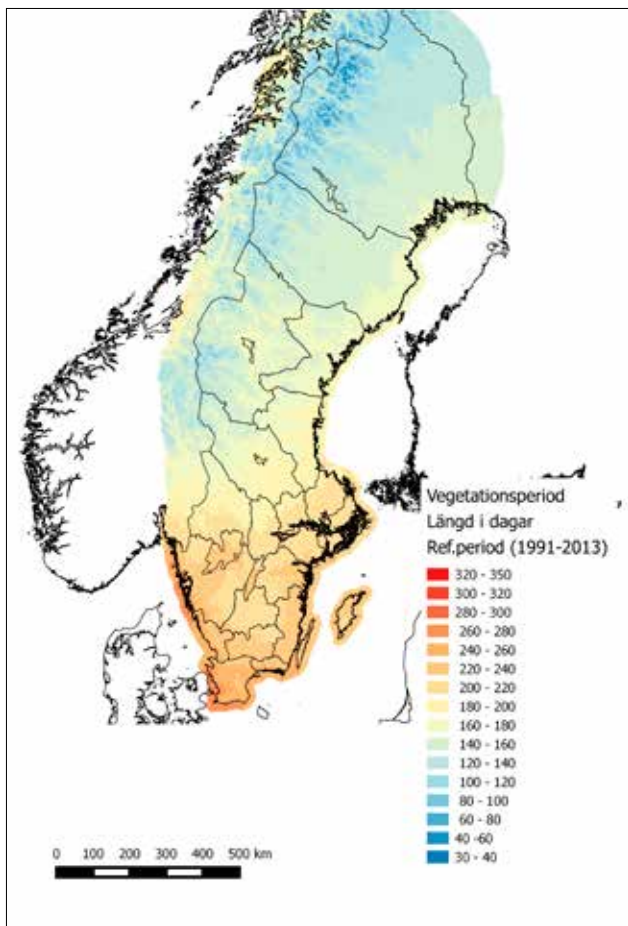 Vegetationsperiod
Längd i dagar
Ref.period (1991-2013)
320 - 350
300 - 320
280 - 300
260 - 280
240 - 260
220 - 240
200 - 220
180 - 200
160 - 180
140 - 160
120 - 140
100 - 120
80 - 100
60 - 80
40 -60
30 - 40
0 100 200 300 400 500 km